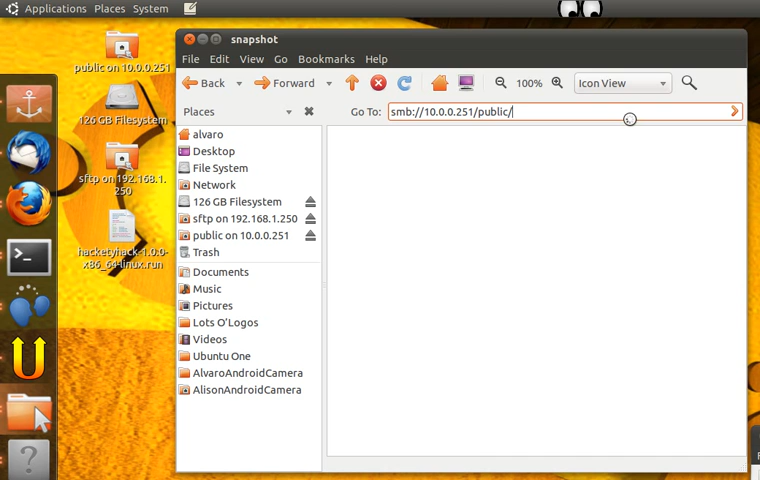 Applications Places System
public on 10.0.0.251
126 GB Filesystem
sftp on 192.168.1.
250
hacketyhack-1.0.0-
x86_64-linux.run
snapshot
File Edit View Go Bookmarks Help
Back Forward 100% Icon View
Places Go To: smb://10.0.0.251/public/
alvaro
Desktop
File System
Network
126 GB Filesystem
sftp on 192.168.1.250
public on 10.0.0.251
Trash
Documents
Music
Pictures
Lots O'Logos
Videos
Ubuntu One
AlvaroAndroidCamera
AlisonAndroidCamera